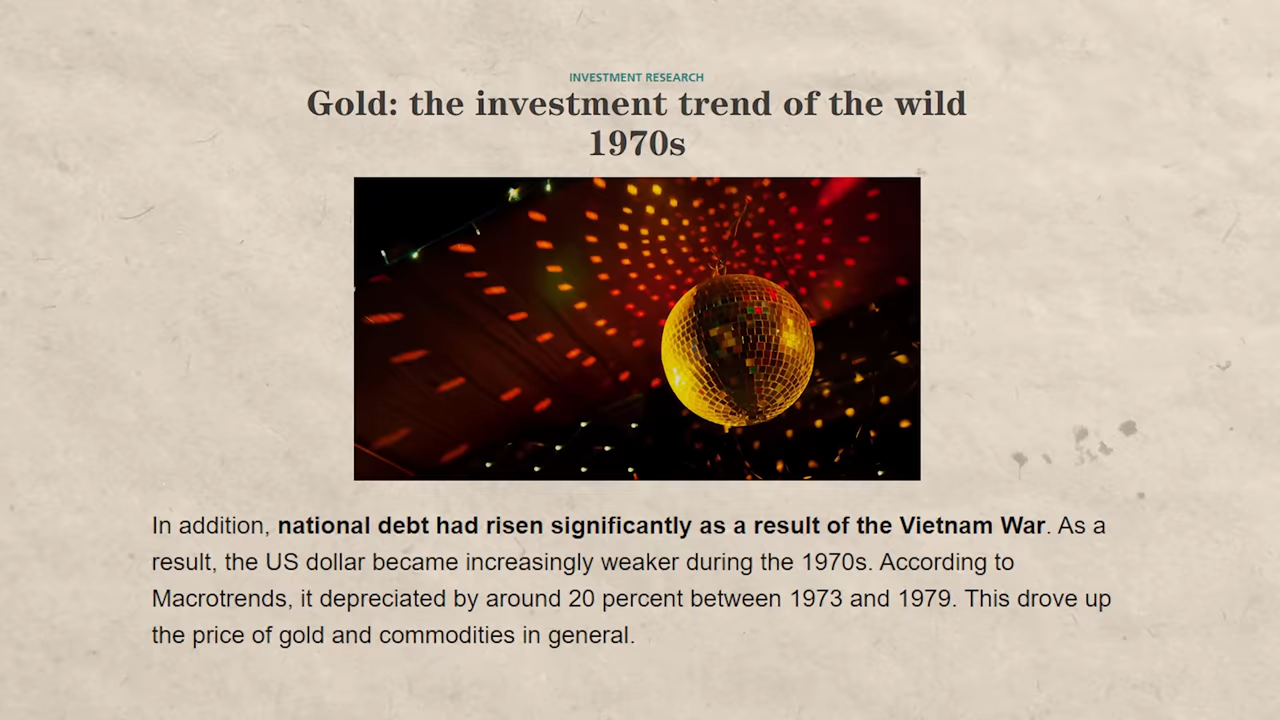 INVESTMENT RESEARCH
Gold: the investment trend of the wild
1970s
In addition, national debt had risen significantly as a result of the Vietnam War. As a
result, the US dollar became increasingly weaker during the 1970s. According to
Macrotrends, it depreciated by around 20 percent between 1973 and 1979. This drove up
the price of gold and commodities in general.